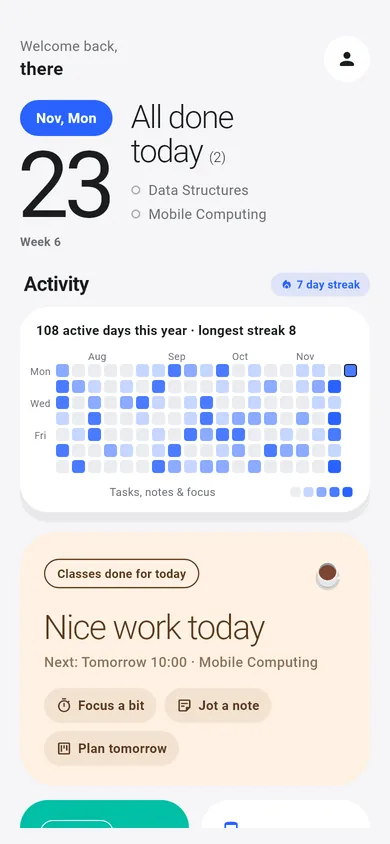 Welcome back,
there
Nov, Mon
23
Week 6
All done
today (2)
Data Structures
Mobile Computing
Activity
7 day streak
108 active days this year · longest streak 8
Aug Sep Oct Nov
Mon
Wed
Fri
Tasks, notes & focus
Classes done for today
Nice work today
Next: Tomorrow 10:00 · Mobile Computing
Focus a bit
Jot a note
Plan tomorrow